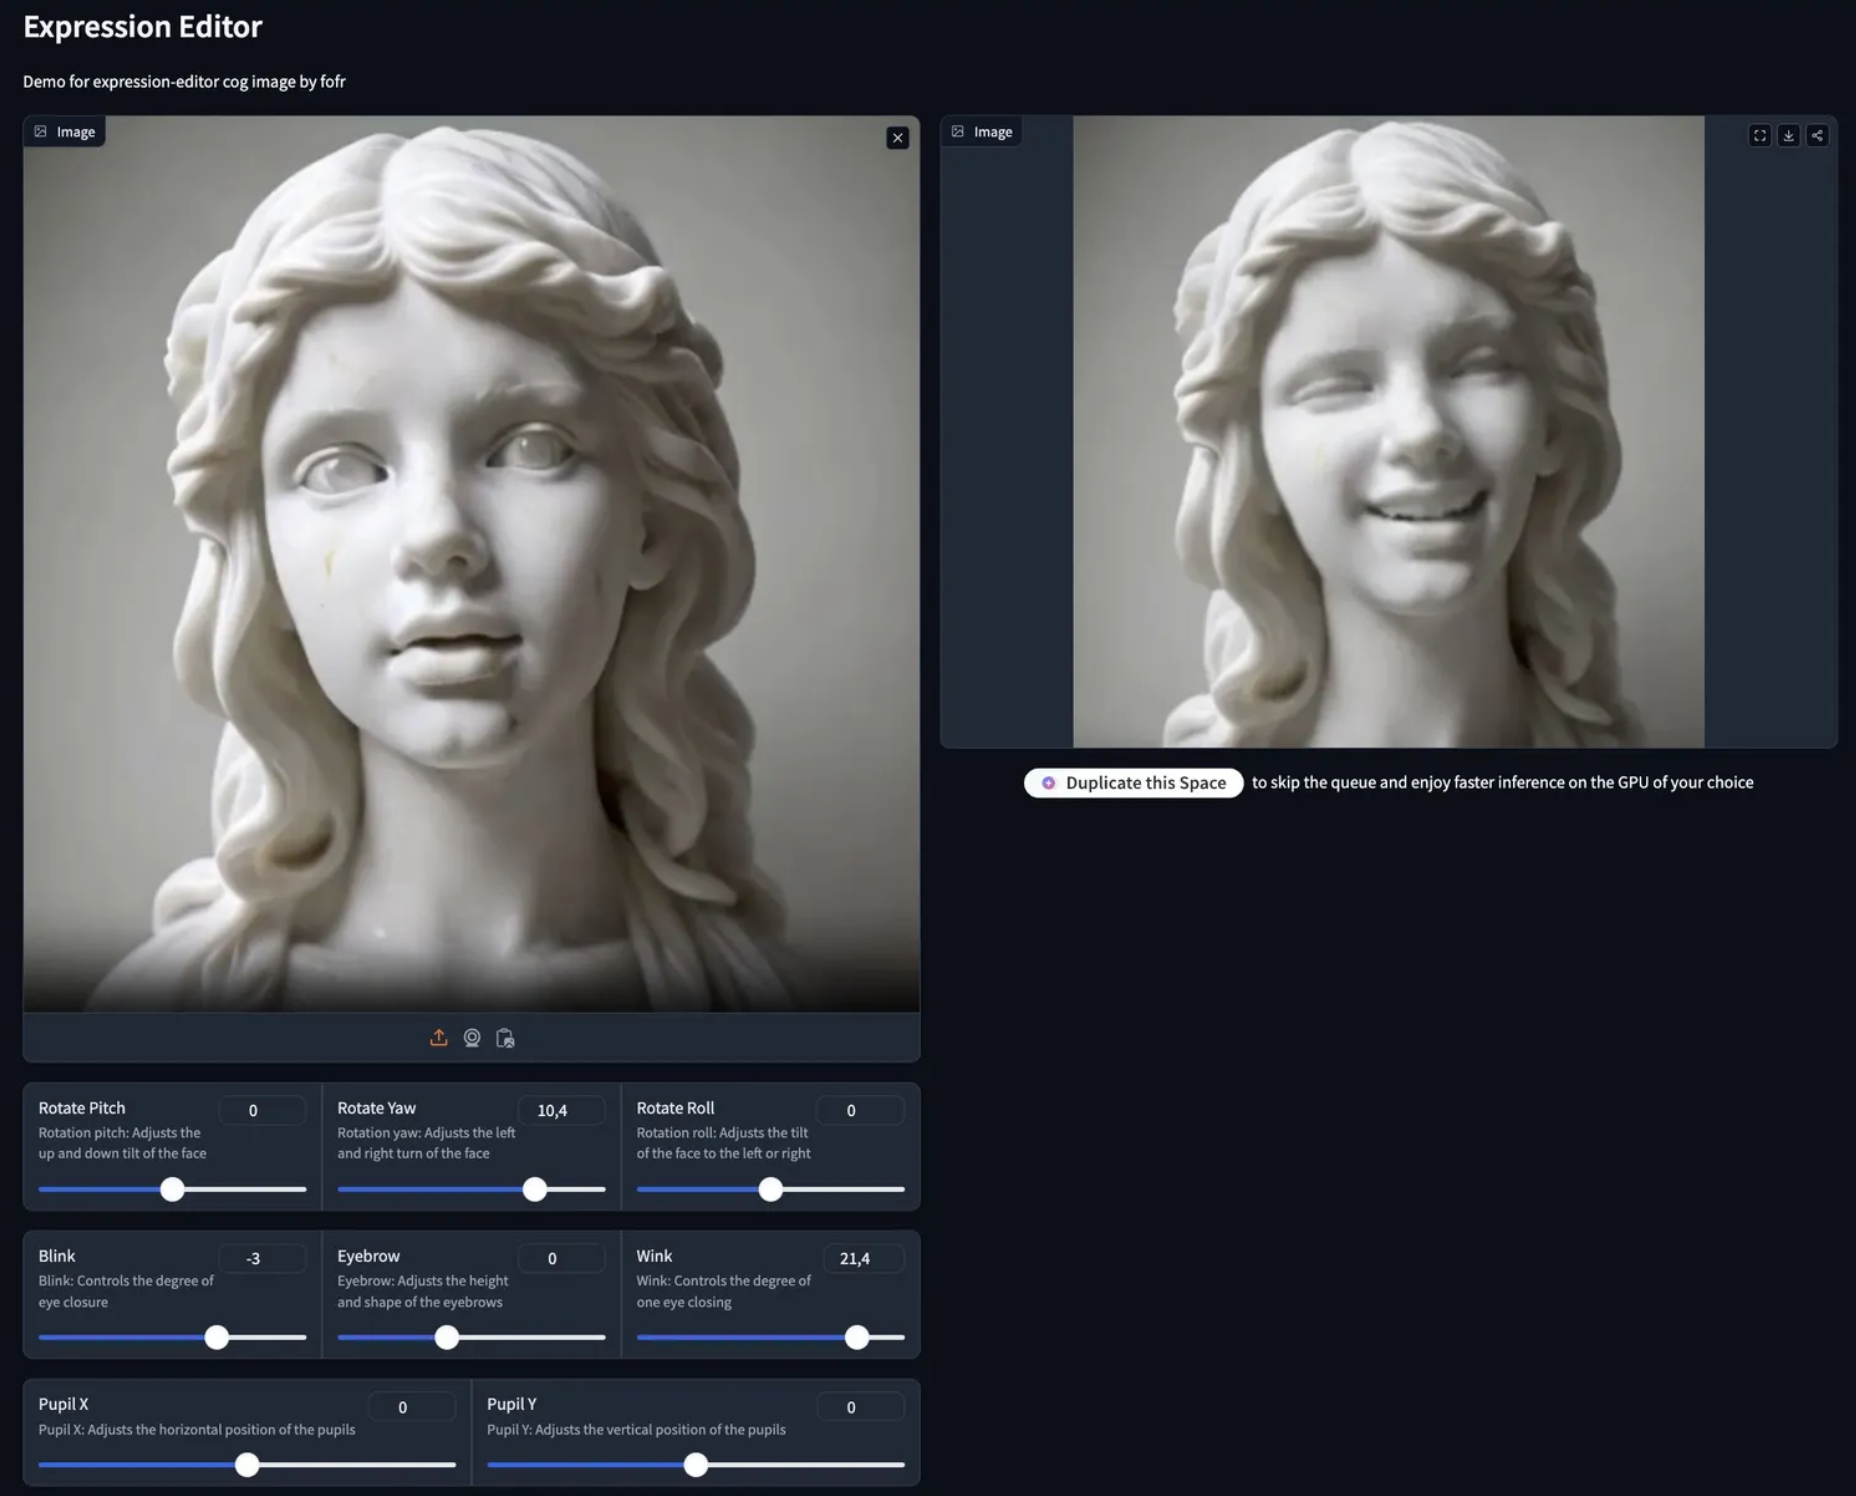 Expression Editor
Demo for expression-editor cog image by fofr
Image
Image
Duplicate this Space to skip the queue and enjoy faster inference on the GPU of your choice
Rotate Pitch
0
Rotation pitch: Adjusts the
up and down tilt of the face
Rotate Yaw
10,4
Rotation yaw: Adjusts the left
and right turn of the face
Rotate Roll
0
Rotation roll: Adjusts the tilt
of the face to the left or right
Blink
-3
Blink: Controls the degree of
eye closure
Eyebrow
0
Eyebrow: Adjusts the height
and shape of the eyebrows
Wink
21,4
Wink: Controls the degree of
one eye closing
Pupil X
0
Pupil X: Adjusts the horizontal position of the pupils
Pupil Y
0
Pupil Y: Adjusts the vertical position of the pupils